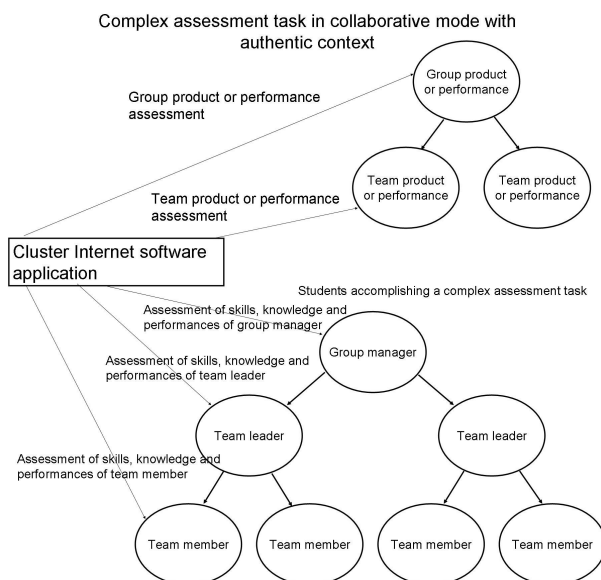 Complex assessment task in collaborative mode with
authentic context
Group product
or performance
Group product or performance
assessment
Team product
or performance
Team product
or performance
Team product or performance
assessment
Cluster Internet software
application
Students accomplishing a complex assessment task
Assessment of skills, knowledge and
performances of group manager
Group manager
Assessment of skills, knowledge and
performances of team leader
Team leader
Team leader
Assessment of skills, knowledge and
performances of team member
Team member
Team member
Team member
Team member